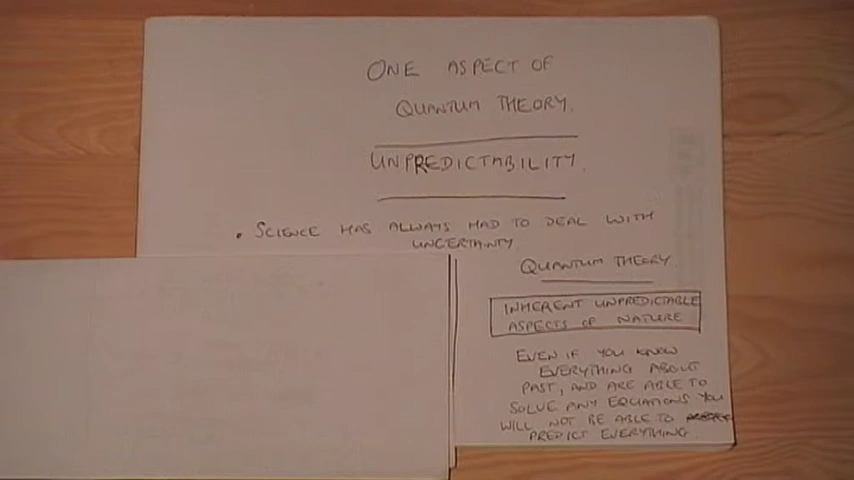 ONE ASPECT OF
QUANTUM THEORY.
UNPREDICTABILITY.
• SCIENCE HAS ALWAYS HAD TO DEAL WITH
UNCERTAINTY
QUANTUM THEORY.
INHERENT UNPREDICTABLE
ASPECTS OF NATURE
EVEN IF YOU KNOW
EVERYTHING ABOUT
PAST, AND ARE ABLE TO
SOLVE ANY EQUATIONS YOU
WILL NOT BE ABLE TO
PREDICT EVERYTHING.